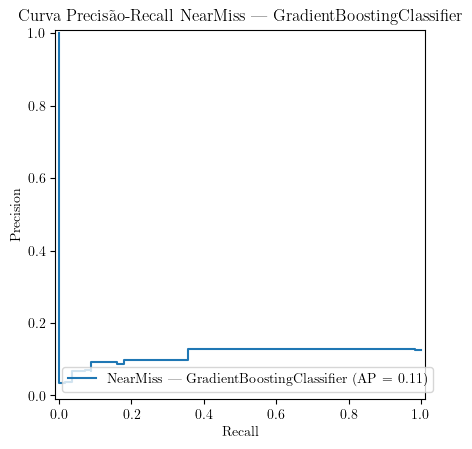 Curva Precisão-Recall NearMiss — GradientBoostingClassifier
1.0
0.8
0.6
0.4
0.2
0.0
Precision
NearMiss — GradientBoostingClassifier (AP = 0.11)
0.0 0.2 0.4 0.6 0.8 1.0
Recall